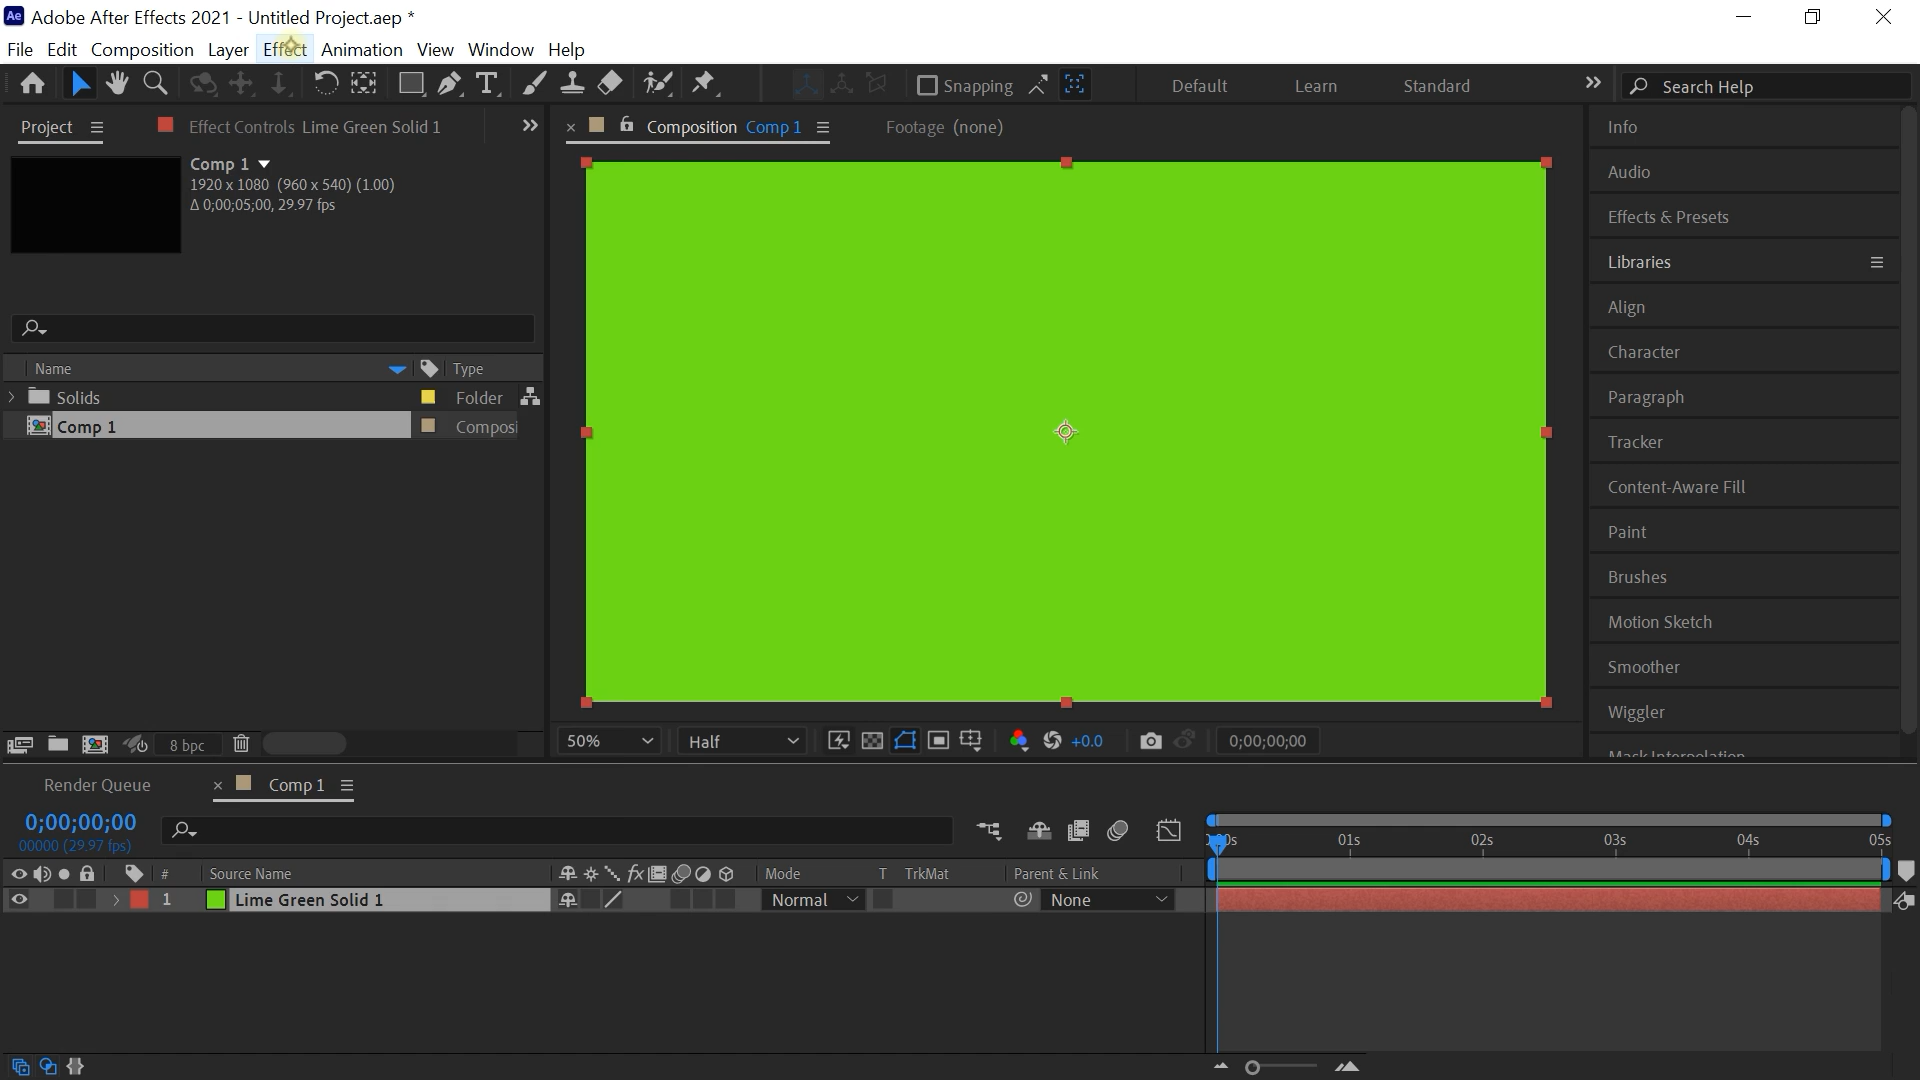 Ae Adobe After Effects 2021 - Untitled Project.aep *
File Edit Composition Layer Effect Animation View Window Help
Snapping Default Learn Standard Search Help
Project Effect Controls Lime Green Solid 1
Composition Comp 1 Footage (none)
Comp 1
1920 x 1080 (960 x 540) (1.00)
Δ 0;00;05;00, 29.97 fps
Name Type
Solids Folder
Comp 1 Composi
8 bpc
50% Half +0.0 0;00;00;00
Info
Audio
Effects & Presets
Libraries
Align
Character
Paragraph
Tracker
Content-Aware Fill
Paint
Brushes
Motion Sketch
Smoother
Wiggler
Mask Interpolation
Render Queue × Comp 1
0;00;00;00
00000 (29.97 fps)
01s 02s 03s 04s 05s
# Source Name fx Mode T TrkMat Parent & Link
1 Lime Green Solid 1 Normal None